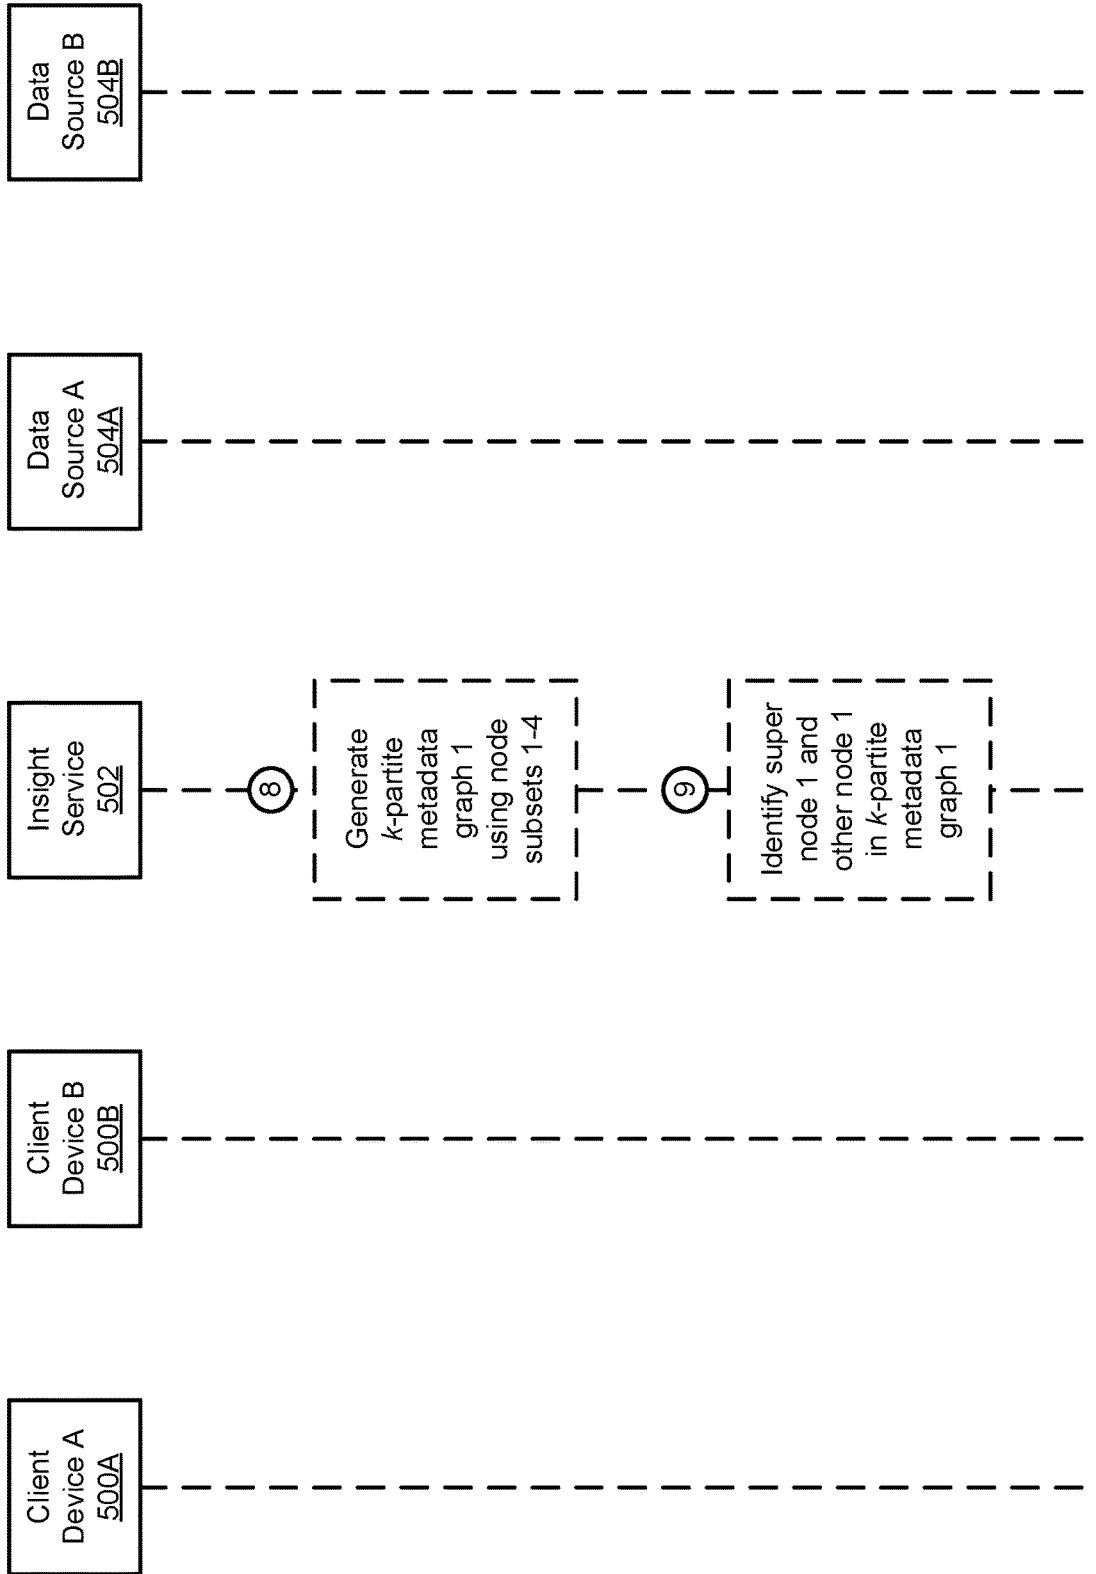 Client
Device A
500A
Client
Device B
500B
Insight
Service
502
Data
Source A
504A
Data
Source B
504B
8
Generate
k-partite
metadata
graph 1
using node
subsets 1-4
9
Identify super
node 1 and
other node 1
in k-partite
metadata
graph 1